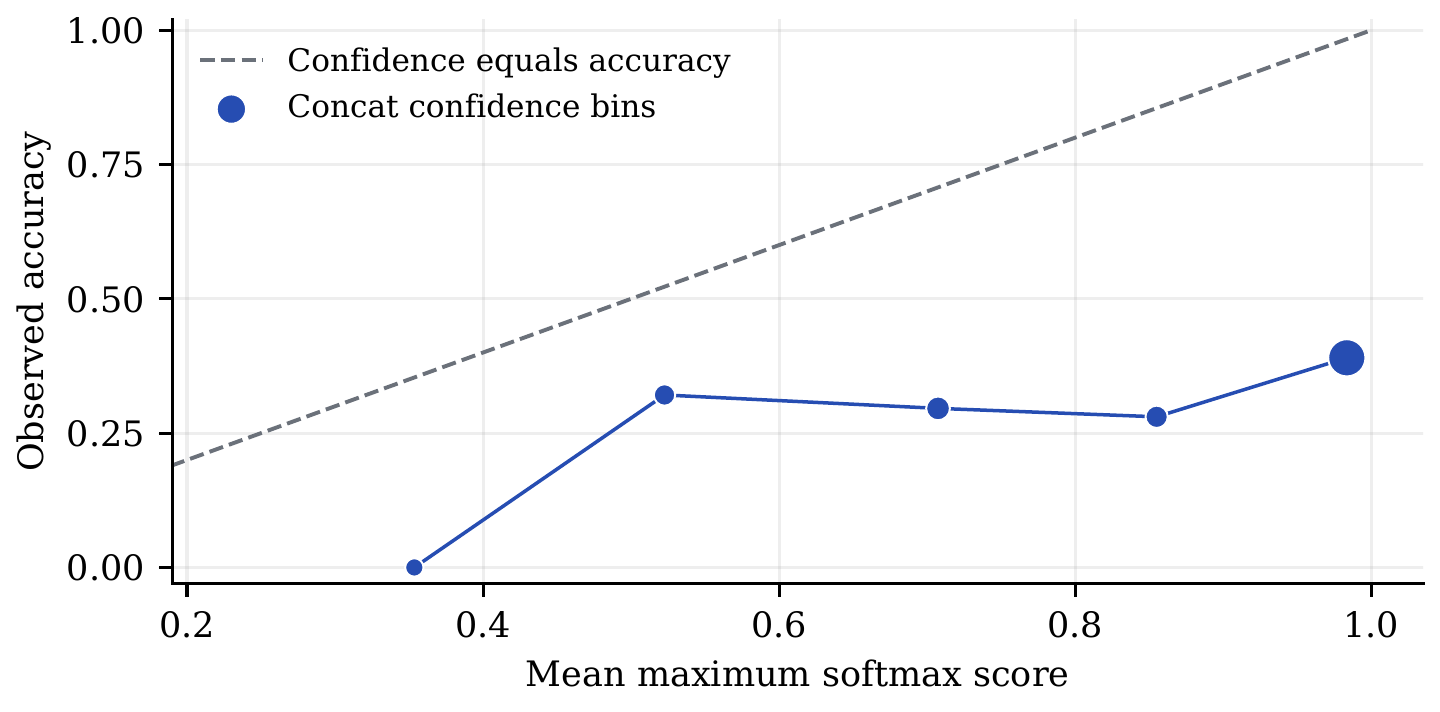 1.00
0.75
0.50
0.25
0.00
Observed accuracy
Confidence equals accuracy
Concat confidence bins
0.2 0.4 0.6 0.8 1.0
Mean maximum softmax score